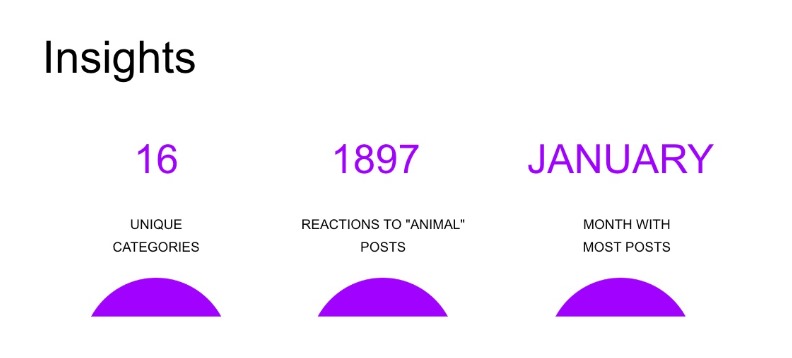 Insights
16
1897
JANUARY
UNIQUE
CATEGORIES
REACTIONS TO "ANIMAL"
POSTS
MONTH WITH
MOST POSTS